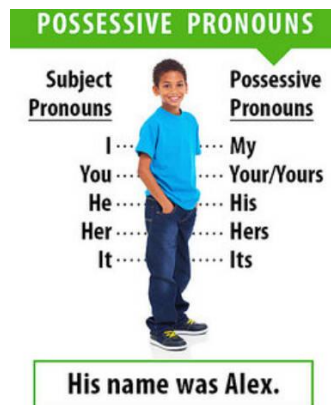 POSSESSIVE PRONOUNS
Subject Possessive
Pronouns Pronouns
I ..... My
You ..... Your/Yours
He ..... His
Her ..... Hers
It ..... Its
His name was Alex.